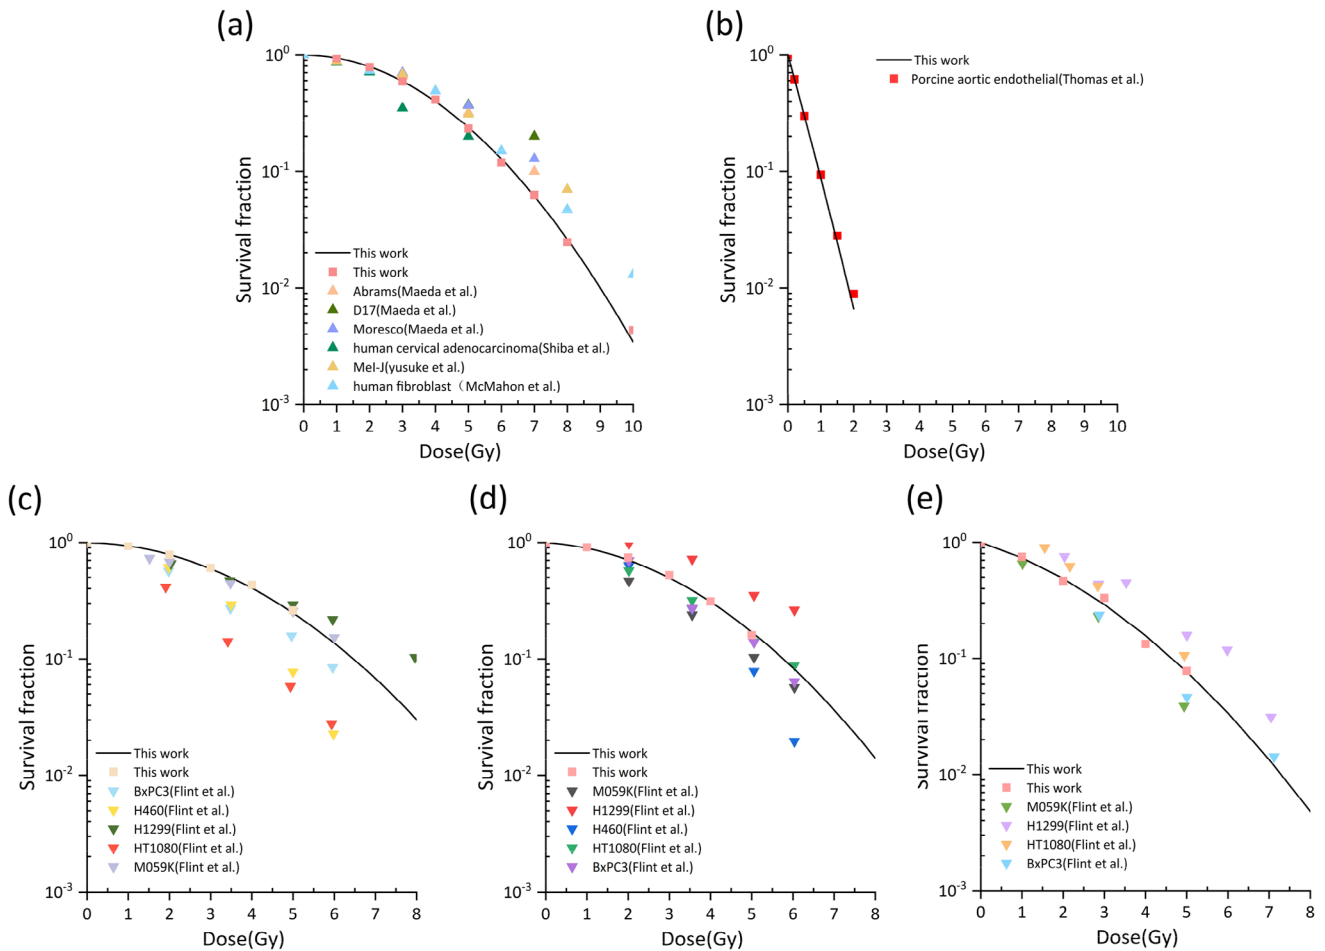 (a)
10⁰
10⁻¹
10⁻²
10⁻³
Survival fraction
This work
This work
Abrams(Maeda et al.)
D17(Maeda et al.)
Moresco(Maeda et al.)
human cervical adenocarcinoma(Shiba et al.)
Mel-J(yusuke et al.)
human fibroblast（McMahon et al.)
0 1 2 3 4 5 6 7 8 9 10
Dose(Gy)
(b)
10⁰
10⁻¹
10⁻²
10⁻³
Survival fraction
This work
Porcine aortic endothelial(Thomas et al.)
0 1 2 3 4 5 6 7 8 9 10
Dose(Gy)
(c)
10⁰
10⁻¹
10⁻²
10⁻³
Survival fraction
This work
This work
BxPC3(Flint et al.)
H460(Flint et al.)
H1299(Flint et al.)
HT1080(Flint et al.)
M059K(Flint et al.)
0 1 2 3 4 5 6 7 8
Dose(Gy)
(d)
10⁰
10⁻¹
10⁻²
10⁻³
Survival fraction
This work
This work
M059K(Flint et al.)
H1299(Flint et al.)
H460(Flint et al.)
HT1080(Flint et al.)
BxPC3(Flint et al.)
0 1 2 3 4 5 6 7 8
Dose(Gy)
(e)
10⁰
10⁻¹
10⁻²
10⁻³
Survival fraction
This work
This work
M059K(Flint et al.)
H1299(Flint et al.)
HT1080(Flint et al.)
BxPC3(Flint et al.)
0 1 2 3 4 5 6 7 8
Dose(Gy)